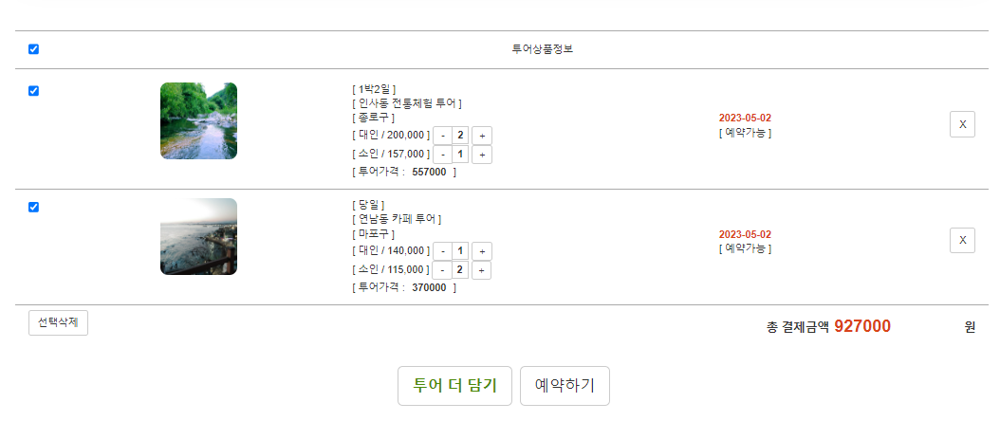 투어상품정보
[ 1박2일 ]
[ 인사동 전통체험 투어 ]
[ 종로구 ]
[ 대인 / 200,000 ] - 2 +
[ 소인 / 157,000 ] - 1 +
[ 투어가격 : 557000 ]
2023-05-02
[ 예약가능 ]
X
[ 당일 ]
[ 연남동 카페 투어 ]
[ 마포구 ]
[ 대인 / 140,000 ] - 1 +
[ 소인 / 115,000 ] - 2 +
[ 투어가격 : 370000 ]
2023-05-02
[ 예약가능 ]
X
선택삭제
총 결제금액 927000 원
투어 더 담기 예약하기